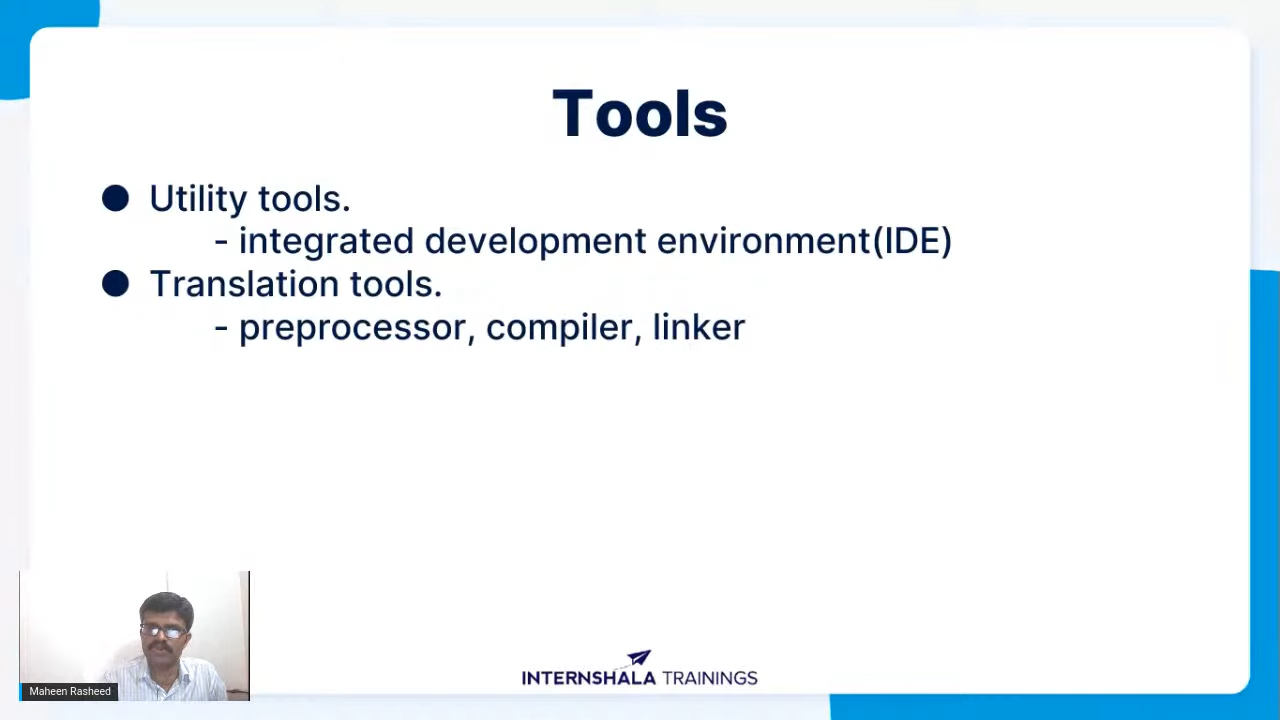 Tools
● Utility tools.
- integrated development environment(IDE)
● Translation tools.
- preprocessor, compiler, linker
Maheen Rasheed
INTERNSHALA TRAININGS